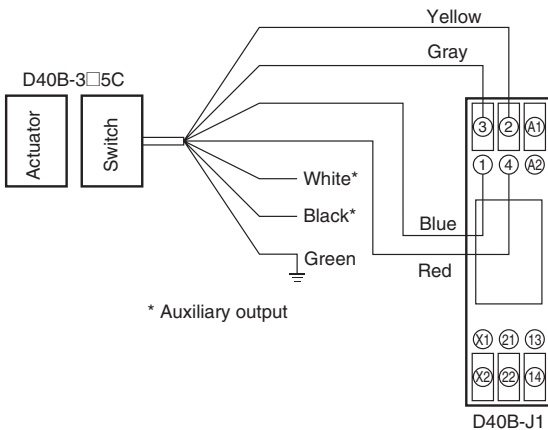 Yellow
Gray
D40B-3□5C
Actuator
Switch
3 2 A1
1 4 A2
White*
Black*
Blue
Green
Red
* Auxiliary output
X1 21 13
X2 22 14
D40B-J1